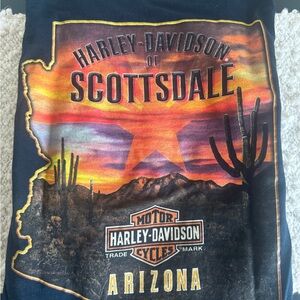 HARLEY-DAVIDSON
OF
SCOTTSDALE
MOTOR
HARLEY-DAVIDSON
TRADE MARK
CYCLES
ARIZONA